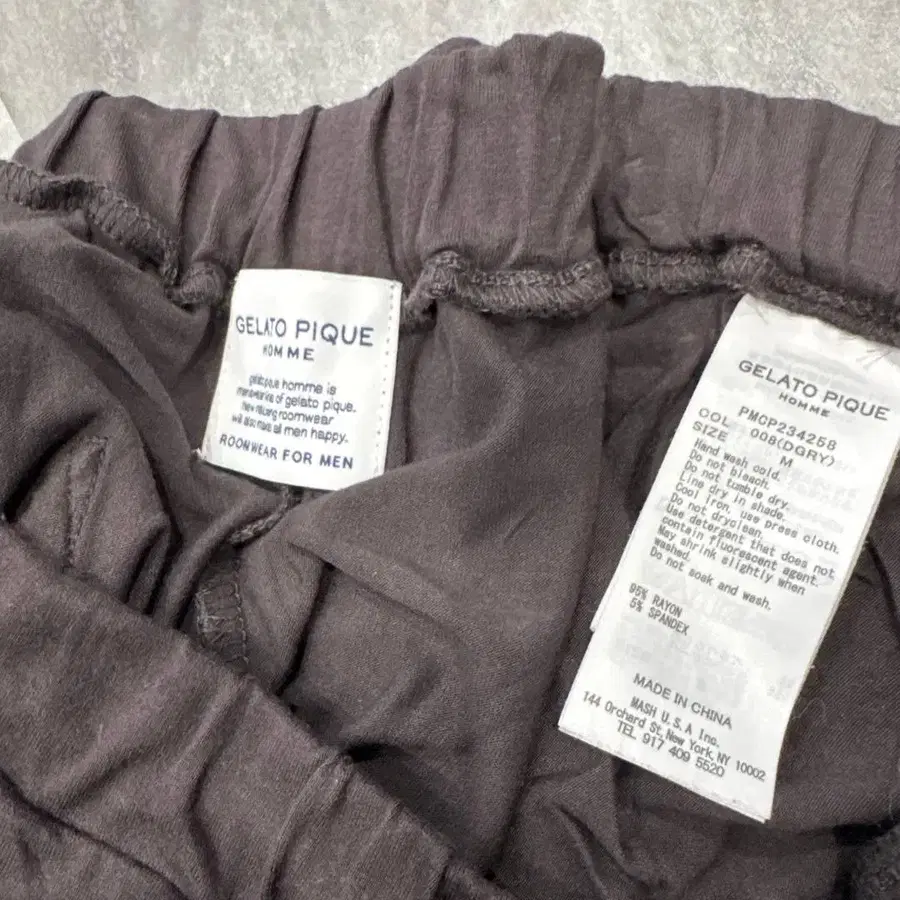 GELATO PIQUE
HOMME
gelato pique homme is
menswear line of gelato pique.
New relaxing roomwear
will also make all men happy.
ROOMWEAR FOR MEN
GELATO PIQUE
HOMME
PMCP234258
COL 008(DGRY)
SIZE M
Hand wash cold.
Do not bleach.
Do not tumble dry.
Line dry in shade.
Cool iron, use press cloth.
Do not dryclean.
Use detergent that does not
contain fluorescent agent.
May shrink slightly when
washed.
Do not soak and wash.
95% RAYON
5% SPANDEX
MADE IN CHINA
MASH U.S.A Inc.
144 Orchard St, New York, NY 10002
TEL 917 409 5520